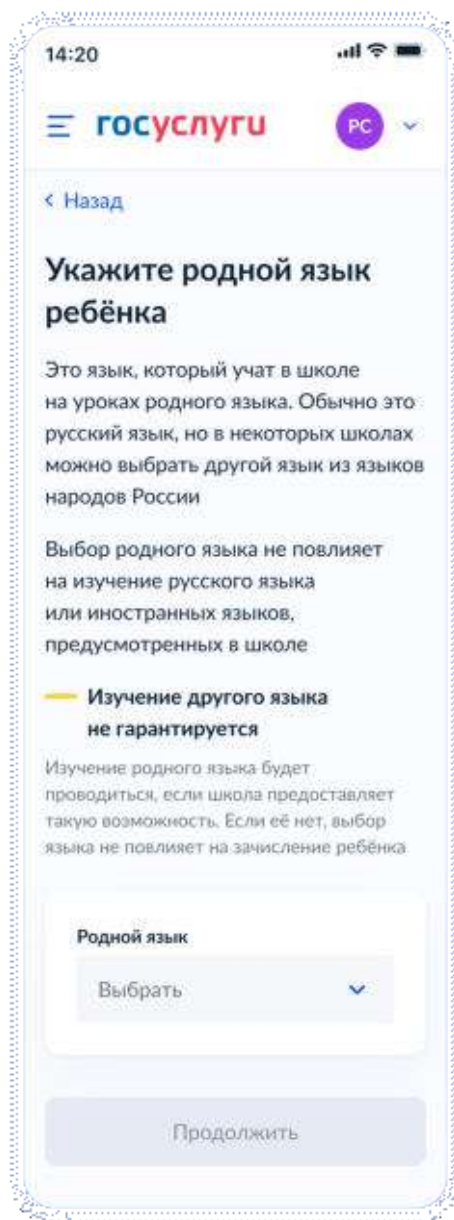 14:20
госуслуги
РС
Назад
Укажите родной язык
ребёнка
Это язык, который учат в школе
на уроках родного языка. Обычно это
русский язык, но в некоторых школах
можно выбрать другой язык из языков
народов России
Выбор родного языка не повлияет
на изучение русского языка
или иностранных языков,
предусмотренных в школе
Изучение другого языка
не гарантируется
Изучение родного языка будет
проводиться, если школа предоставляет
такую возможность. Если её нет, выбор
языка не повлияет на зачисление ребёнка
Родной язык
Выбрать
Продолжить